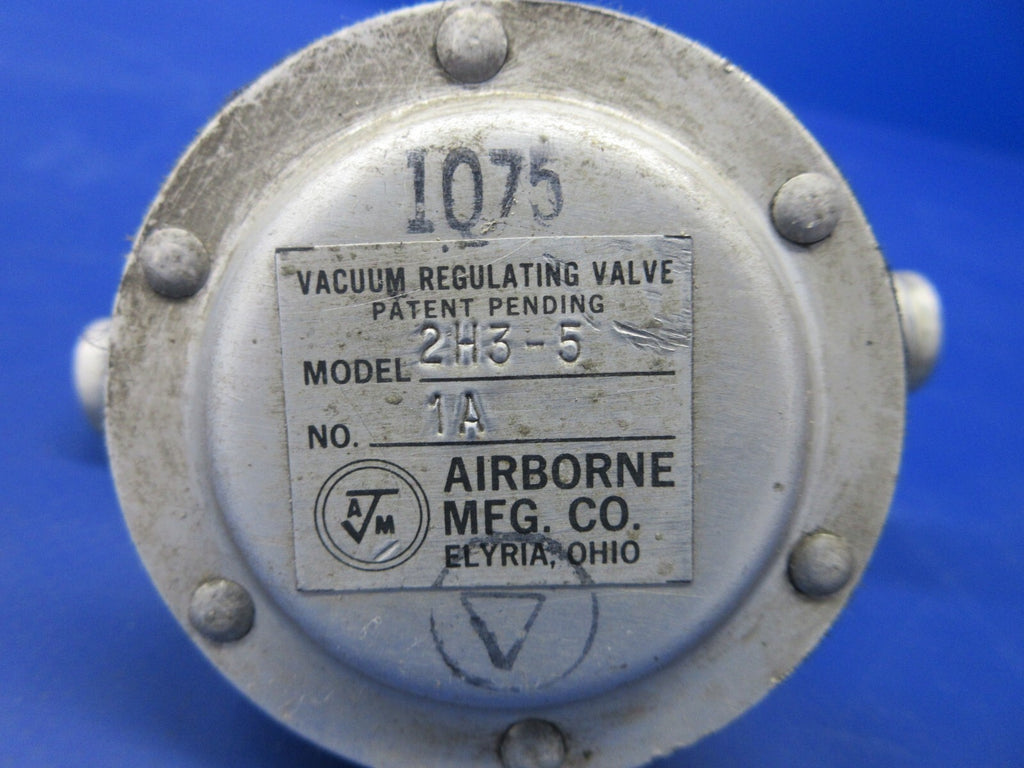 1075
VACUUM REGULATING VALVE
PATENT PENDING
MODEL 2H3-5
NO. 1A
AJM
AIRBORNE
MFG. CO.
ELYRIA, OHIO